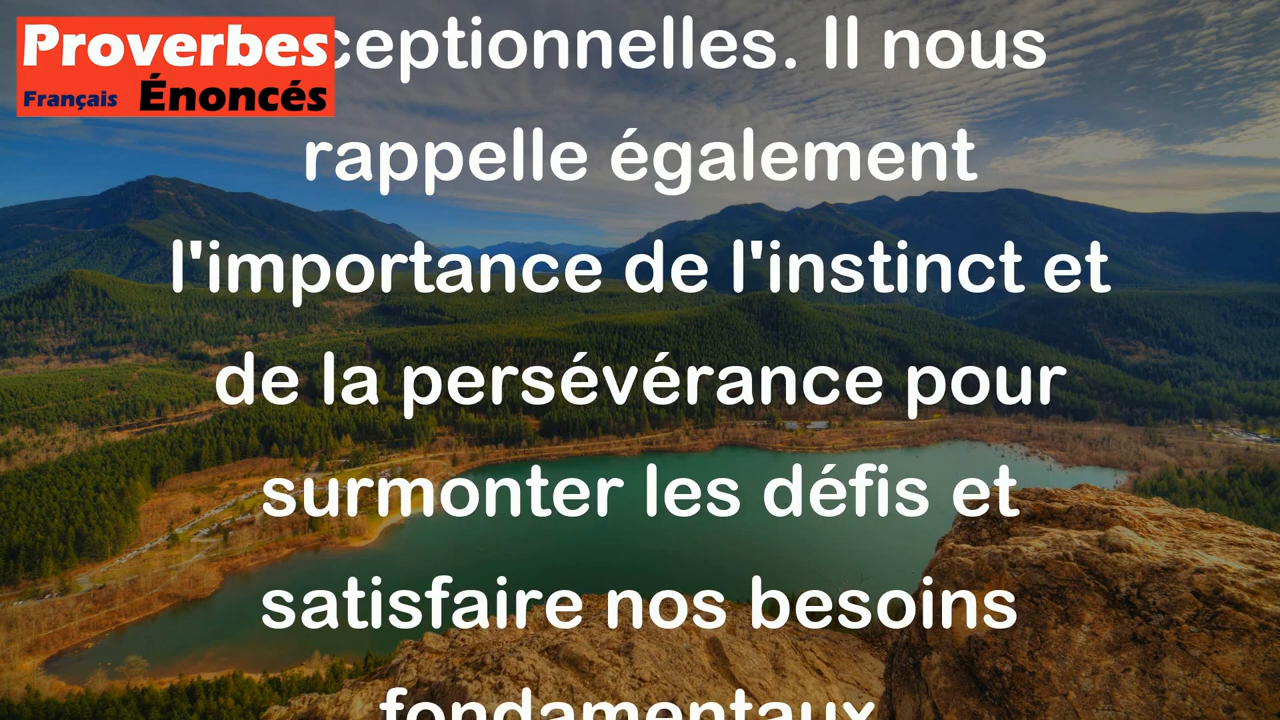 Proverbes
Français Énoncés
ceptionnelles. Il nous
rappelle également
l'importance de l'instinct et
de la persévérance pour
surmonter les défis et
satisfaire nos besoins
fondamentaux